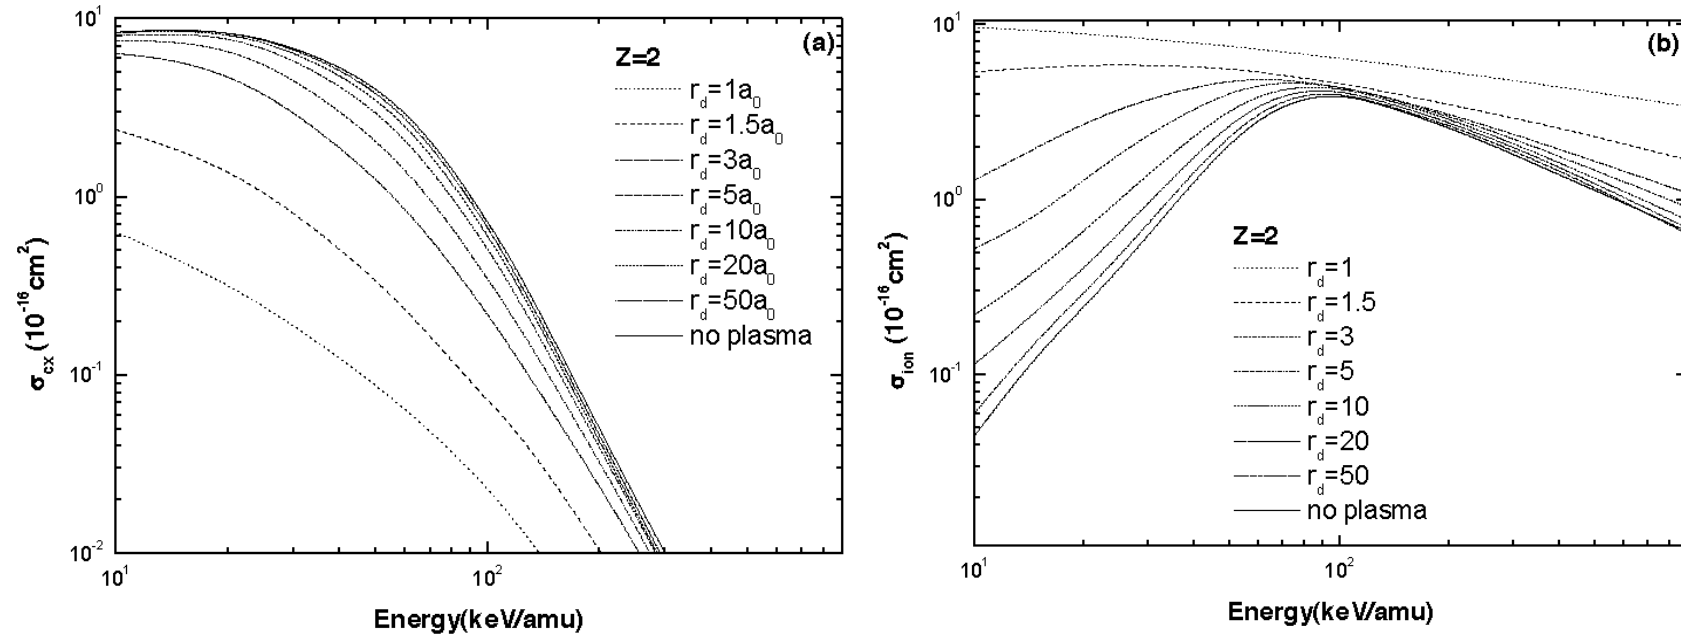 (a)
Z=2
r_d=1a_0
r_d=1.5a_0
r_d=3a_0
r_d=5a_0
r_d=10a_0
r_d=20a_0
r_d=50a_0
no plasma
10^1
10^0
10^-1
10^-2
σ_cx (10^-16 cm^2)
10^1
10^2
Energy(keV/amu)
(b)
Z=2
r_d=1
r_d=1.5
r_d=3
r_d=5
r_d=10
r_d=20
r_d=50
no plasma
10^1
10^0
10^-1
σ_ion (10^-16 cm^2)
10^1
10^2
Energy(keV/amu)